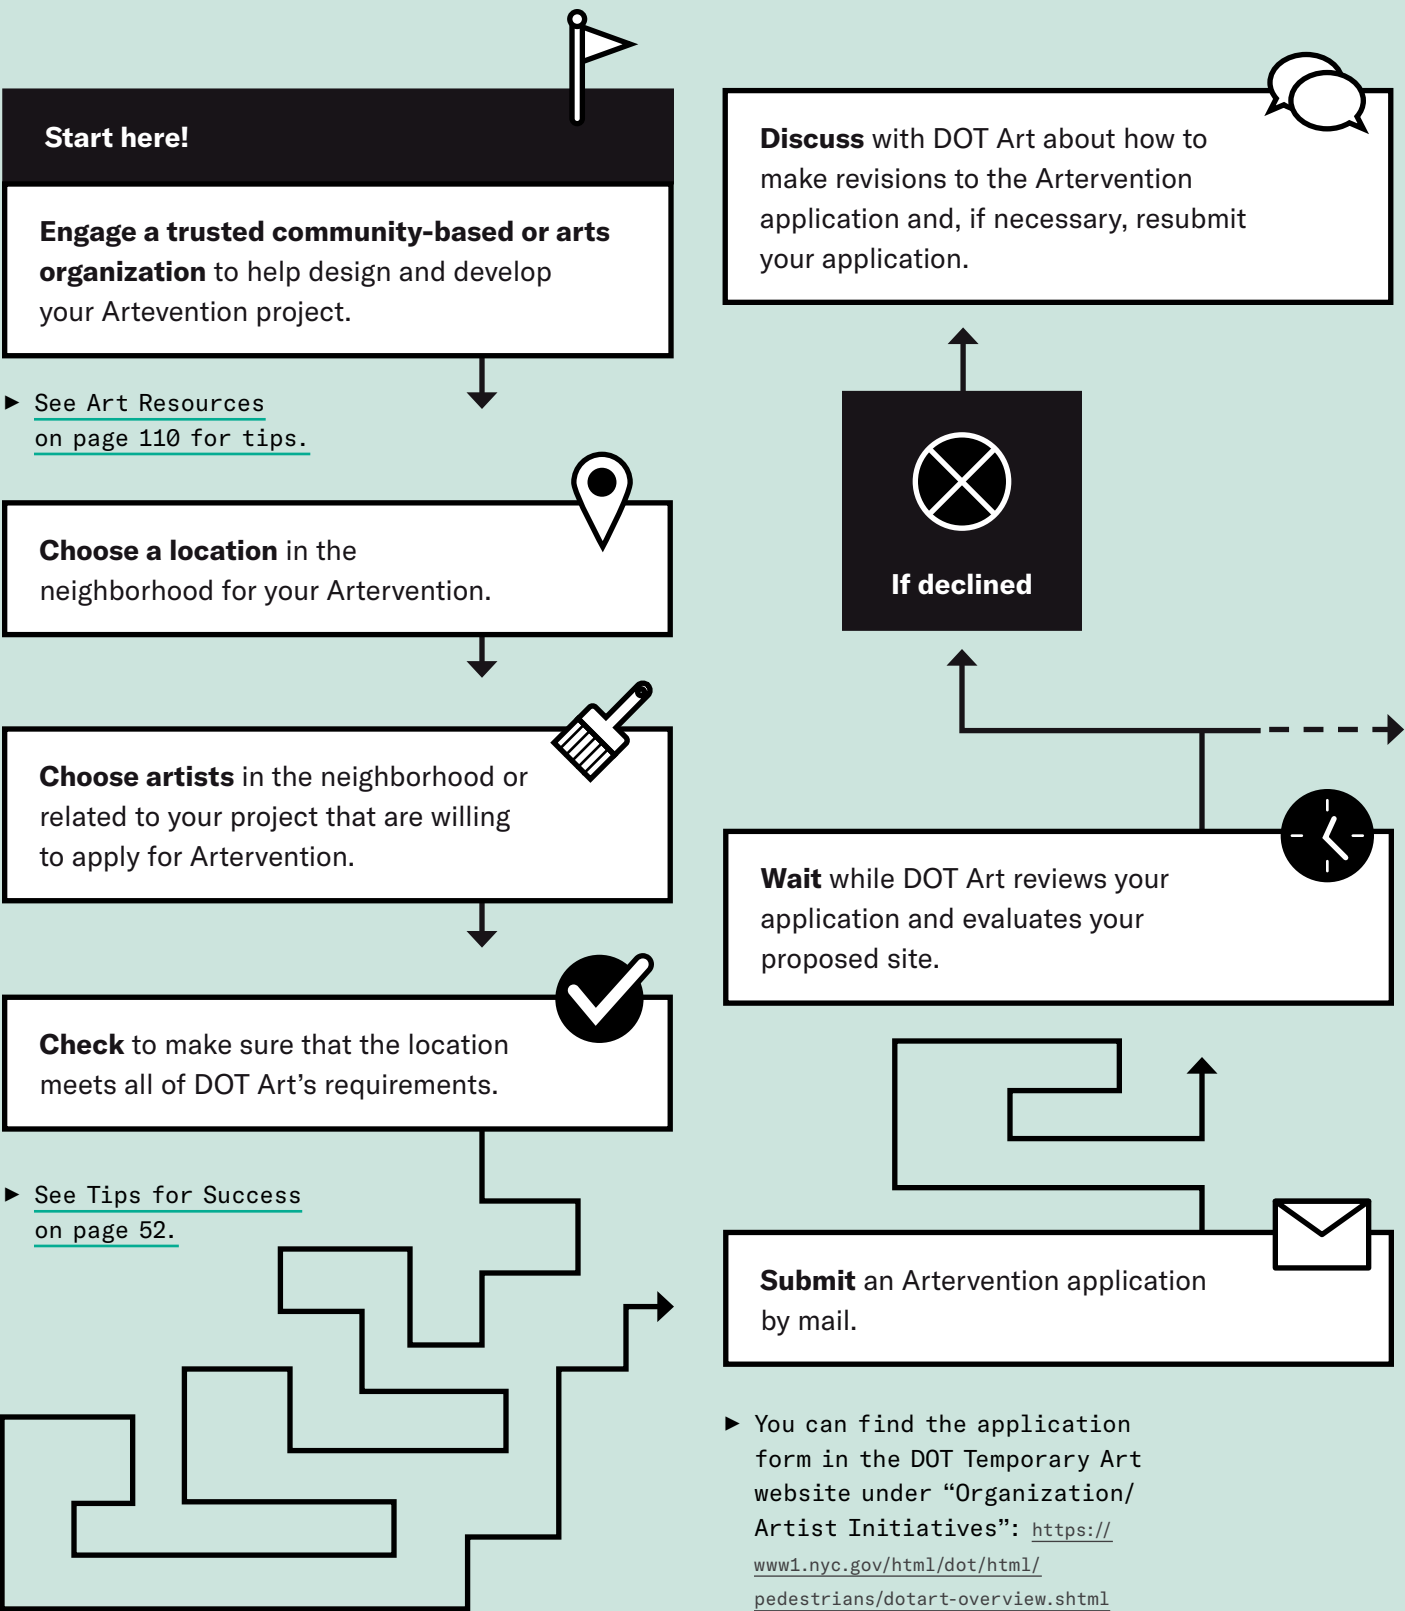 Start here!
Engage a trusted community-based or arts
organization to help design and develop
your Artevention project.
► See Art Resources
on page 110 for tips.
Choose a location in the
neighborhood for your Artervention.
Choose artists in the neighborhood or
related to your project that are willing
to apply for Artervention.
Check to make sure that the location
meets all of DOT Art’s requirements.
► See Tips for Success
on page 52.
Submit an Artervention application
by mail.
► You can find the application
form in the DOT Temporary Art
website under “Organization/
Artist Initiatives”: https://
www1.nyc.gov/html/dot/html/
pedestrians/dotart-overview.shtml
Wait while DOT Art reviews your
application and evaluates your
proposed site.
If declined
Discuss with DOT Art about how to
make revisions to the Artervention
application and, if necessary, resubmit
your application.